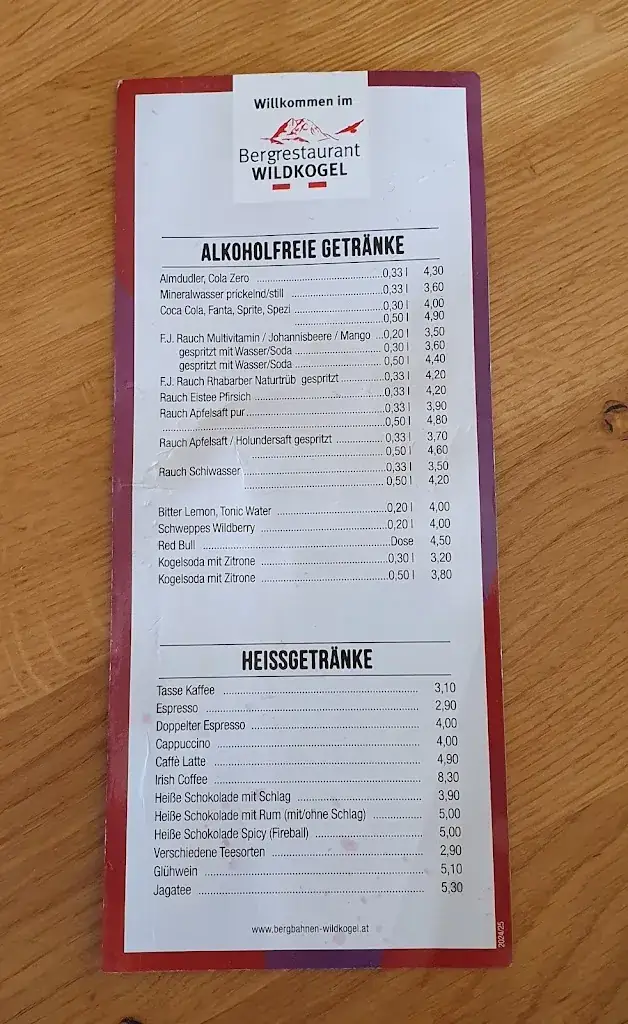 Willkommen im
Bergrestaurant
WILDKOGEL
ALKOHOLFREIE GETRÄNKE
Almdudler, Cola Zero ........ 0,33 l 4,30
Mineralwasser prickelnd/still ........ 0,33 l 3,60
Coca Cola, Fanta, Sprite, Spezi ........ 0,30 l 4,00
........ 0,50 l 4,90
F.J. Rauch Multivitamin / Johannisbeere / Mango ...0,20 l 3,50
gespritzt mit Wasser/Soda ........ 0,30 l 3,60
gespritzt mit Wasser/Soda ........ 0,50 l 4,40
F.J. Rauch Rhabarber Naturtrüb gespritzt ........ 0,33 l 4,20
Rauch Eistee Pfirsich ........ 0,33 l 4,20
Rauch Apfelsaft pur ........ 0,33 l 3,90
........ 0,50 l 4,80
Rauch Apfelsaft / Holundersaft gespritzt ........ 0,33 l 3,70
........ 0,50 l 4,60
Rauch Schiwasser ........ 0,33 l 3,50
........ 0,50 l 4,20
Bitter Lemon, Tonic Water ........ 0,20 l 4,00
Schweppes Wildberry ........ 0,20 l 4,00
Red Bull ........ Dose 4,50
Kogelsoda mit Zitrone ........ 0,30 l 3,20
Kogelsoda mit Zitrone ........ 0,50 l 3,80
HEISSGETRÄNKE
Tasse Kaffee ........ 3,10
Espresso ........ 2,90
Doppelter Espresso ........ 4,00
Cappuccino ........ 4,00
Caffè Latte ........ 4,90
Irish Coffee ........ 8,30
Heiße Schokolade mit Schlag ........ 3,90
Heiße Schokolade mit Rum (mit/ohne Schlag) ........ 5,00
Heiße Schokolade Spicy (Fireball) ........ 5,00
Verschiedene Teesorten ........ 2,90
Glühwein ........ 5,10
Jagatee ........ 5,30
www.bergbahnen-wildkogel.at
2024/25